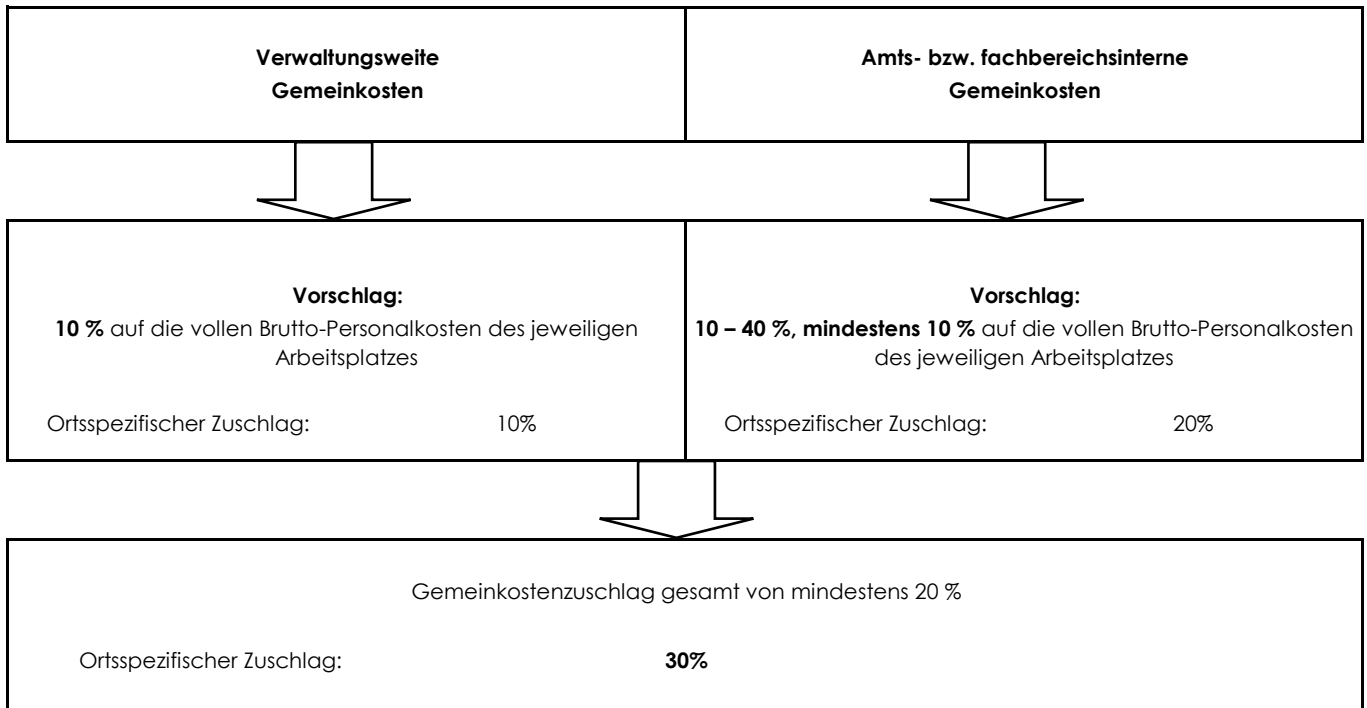 Verwaltungsweite
Gemeinkosten
Amts- bzw. fachbereichsinterne
Gemeinkosten
Vorschlag:
10 % auf die vollen Brutto-Personalkosten des jeweiligen
Arbeitsplatzes
Ortsspezifischer Zuschlag: 10%
Vorschlag:
10 – 40 %, mindestens 10 % auf die vollen Brutto-Personalkosten
des jeweiligen Arbeitsplatzes
Ortsspezifischer Zuschlag: 20%
Gemeinkostenzuschlag gesamt von mindestens 20 %
Ortsspezifischer Zuschlag: 30%